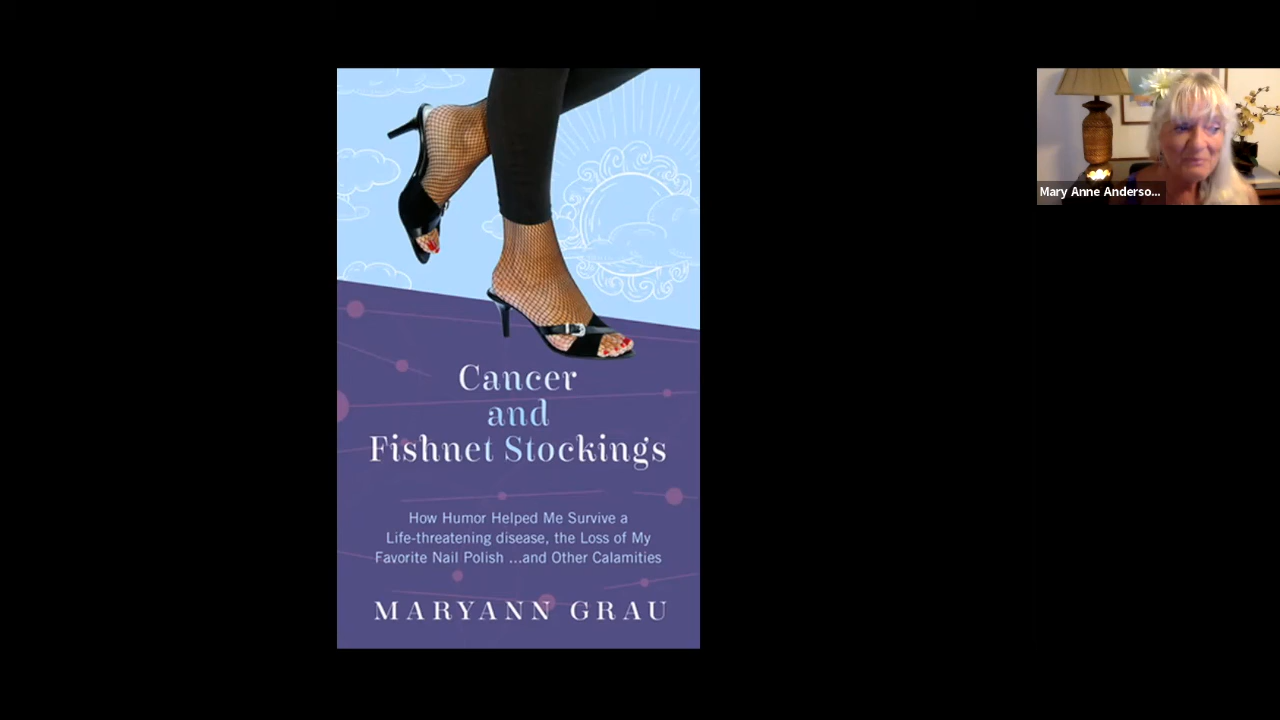 Cancer
and
Fishnet Stockings
How Humor Helped Me Survive a
Life-threatening disease, the Loss of My
Favorite Nail Polish ...and Other Calamities
MARYANN GRAU
Mary Anne Anderso...